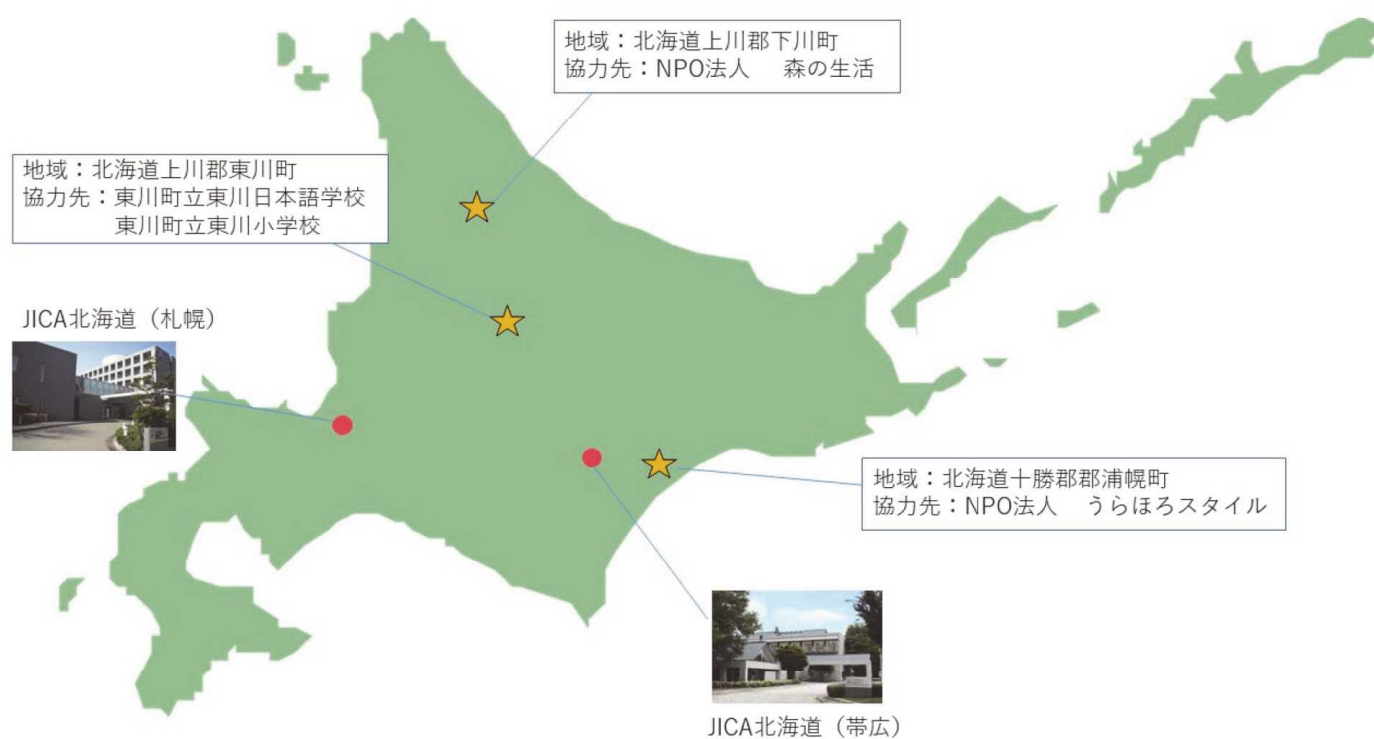 地域：北海道上川郡下川町
協力先：NPO法人　森の生活
地域：北海道上川郡東川町
協力先：東川町立東川日本語学校
東川町立東川小学校
JICA北海道（札幌）
地域：北海道十勝郡郡浦幌町
協力先：NPO法人　うらほろスタイル
JICA北海道（帯広）